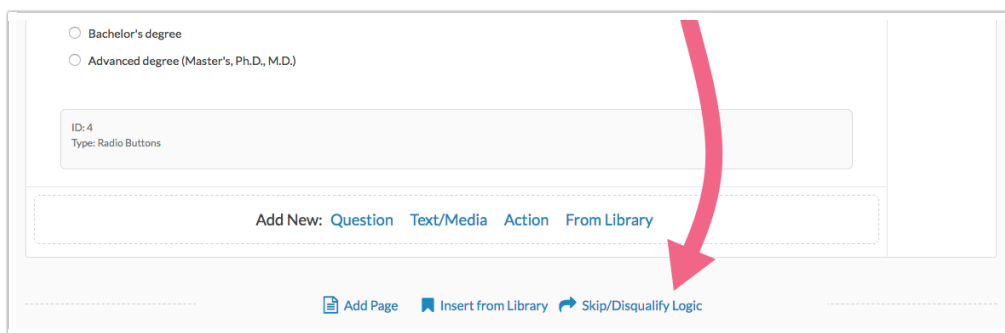 Bachelor's degree
Advanced degree (Master's, Ph.D., M.D.)
ID: 4
Type: Radio Buttons
Add New: Question Text/Media Action From Library
Add Page Insert from Library Skip/Disqualify Logic